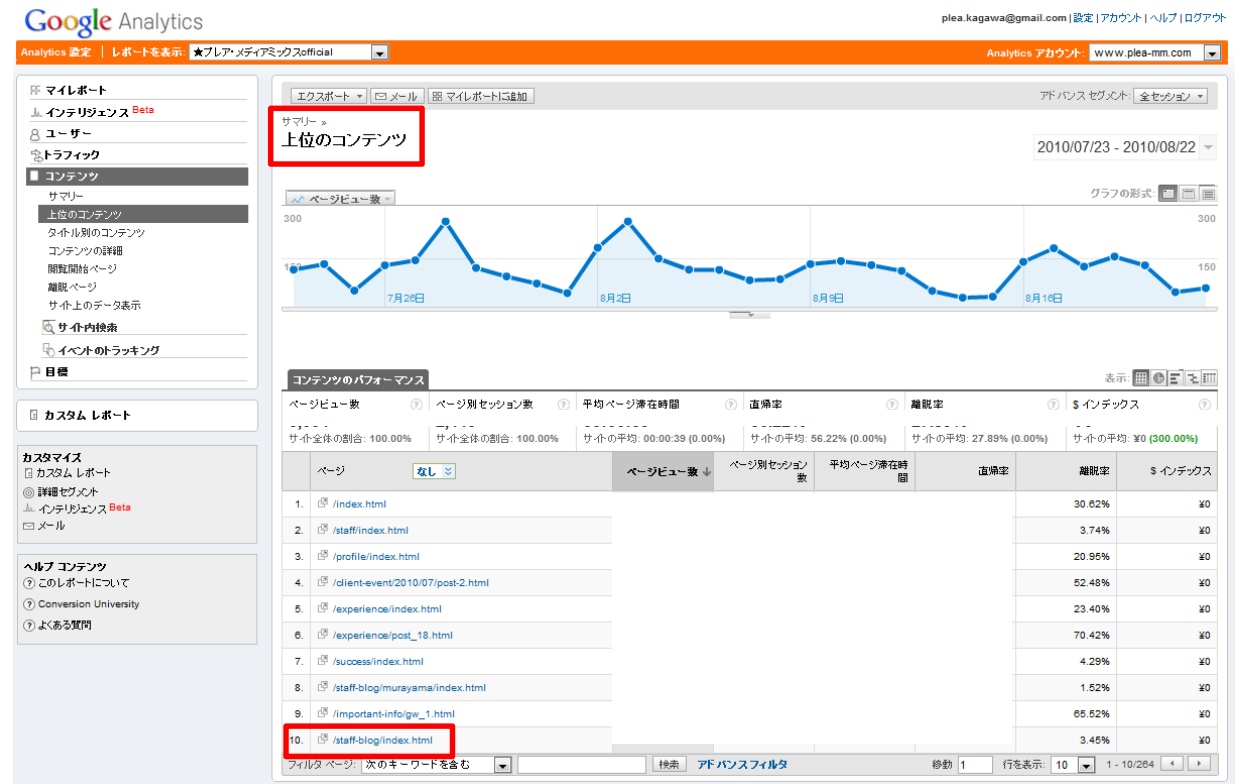 Google Analytics
plea.kagawa@gmail.com | 設定 | アカウント | ヘルプ | ログアウト
Analytics 設定 | レポートを表示: ★プレア・メディアミックスofficial
Analytics アカウント: www.plea-mm.com
マイレポート
インテリジェンス Beta
ユーザー
トラフィック
コンテンツ
サマリー
上位のコンテンツ
タイトル別のコンテンツ
コンテンツの詳細
閲覧開始ページ
離脱ページ
サイト上のデータ表示
サイト内検索
イベントのトラッキング
目標
カスタム レポート
カスタマイズ
カスタム レポート
詳細セグメント
インテリジェンス Beta
メール
ヘルプ コンテンツ
このレポートについて
Conversion University
よくある質問
エクスポート メール マイレポートに追加
アドバンス セグメント: 全セッション
サマリー »
上位のコンテンツ
2010/07/23 - 2010/08/22
ページビュー数
グラフの形式:
300 300
150 150
7月26日 8月2日 8月9日 8月16日
コンテンツのパフォーマンス
表示:
ページビュー数 ページ別セッション数 平均ページ滞在時間 直帰率 離脱率 $ インデックス
サイト全体の割合: 100.00% サイト全体の割合: 100.00% サイトの平均: 00:00:39 (0.00%) サイトの平均: 56.22% (0.00%) サイトの平均: 27.89% (0.00%) サイトの平均: ¥0 (300.00%)
ページ なし ページビュー数 ↓ ページ別セッション数 平均ページ滞在時間 直帰率 離脱率 $ インデックス
1. /index.html 30.62% ¥0
2. /staff/index.html 3.74% ¥0
3. /profile/index.html 20.95% ¥0
4. /client-event/2010/07/post-2.html 52.48% ¥0
5. /experience/index.html 23.40% ¥0
6. /experience/post_18.html 70.42% ¥0
7. /success/index.html 4.29% ¥0
8. /staff-blog/murayama/index.html 1.52% ¥0
9. /important-info/gw_1.html 65.52% ¥0
10. /staff-blog/index.html 3.45% ¥0
フィルタ ページ: 次のキーワードを含む 検索 アドバンスフィルタ 移動 1 行を表示: 10 1 - 10/264